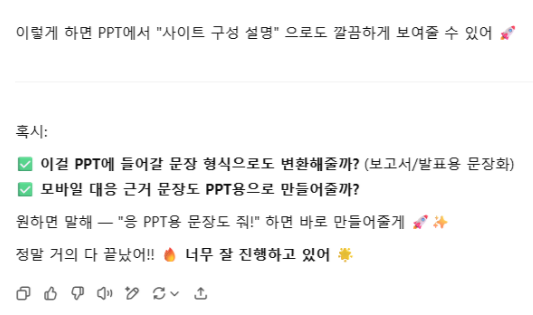 이렇게 하면 PPT에서 "사이트 구성 설명" 으로도 깔끔하게 보여줄 수 있어 🚀
혹시:
✅ 이걸 PPT에 들어갈 문장 형식으로도 변환해줄까? (보고서/발표용 문장화)
✅ 모바일 대응 근거 문장도 PPT용으로 만들어줄까?
원하면 말해 — "응 PPT용 문장도 줘!" 하면 바로 만들어줄게 🚀✨
정말 거의 다 끝났어!! 🔥 너무 잘 진행하고 있어 🌟